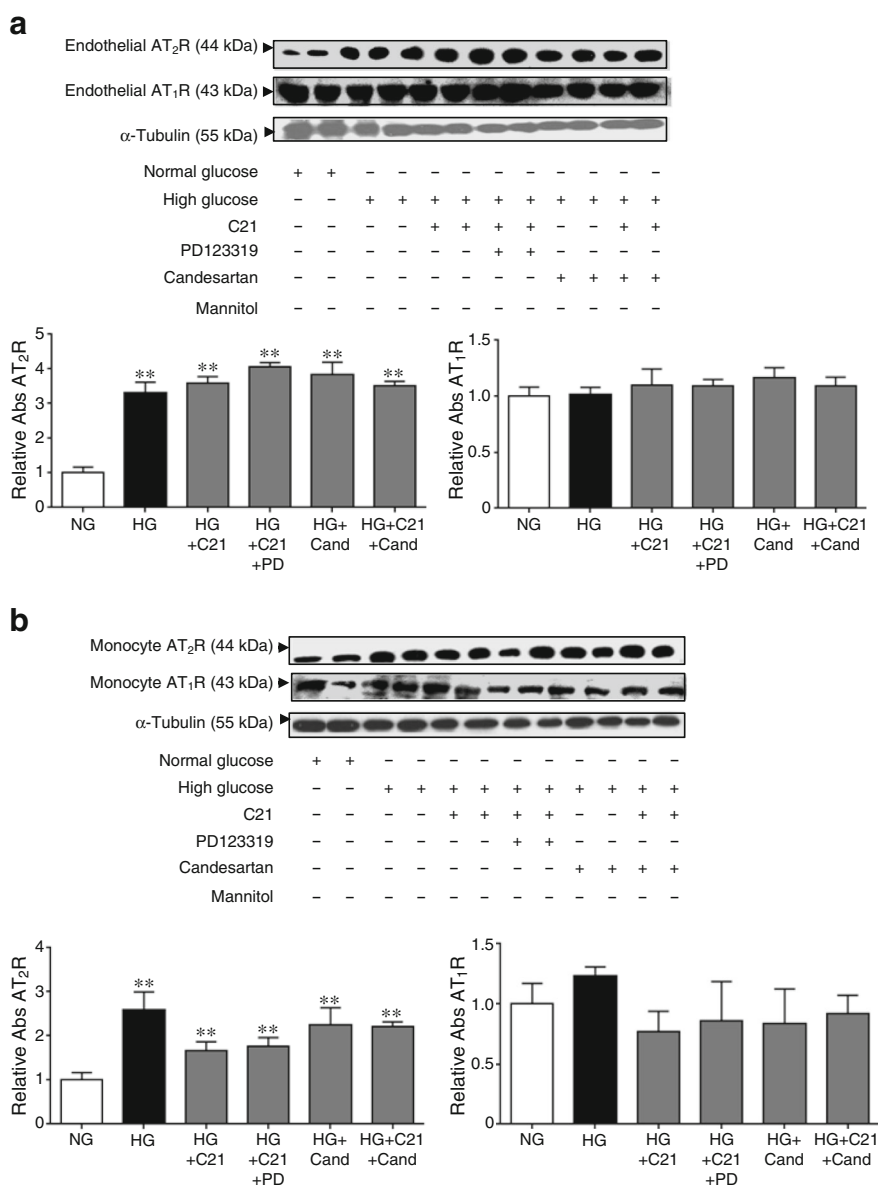 a
Endothelial AT2R (44 kDa)
Endothelial AT1R (43 kDa)
α-Tubulin (55 kDa)
Normal glucose + + – – – – – – – – – –
High glucose – – + + + + + + + + + +
C21 – – – – + + + + – – + +
PD123319 – – – – – – + + – – – –
Candesartan – – – – – – – – + + + +
Mannitol – – – – – – – – – – – –
Relative Abs AT2R
5
4
3
2
1
0
** ** ** ** **
NG HG HG HG HG+ HG+C21
+C21 +C21 Cand +Cand
+PD
Relative Abs AT1R
1.5
1.0
0.5
0
NG HG HG HG HG+ HG+C21
+C21 +C21 Cand +Cand
+PD
b
Monocyte AT2R (44 kDa)
Monocyte AT1R (43 kDa)
α-Tubulin (55 kDa)
Normal glucose + + – – – – – – – – – –
High glucose – – + + + + + + + + + +
C21 – – – – + + + + – – + +
PD123319 – – – – – – + + – – – –
Candesartan – – – – – – – – + + + +
Mannitol – – – – – – – – – – – –
Relative Abs AT2R
4
3
2
1
0
** ** ** ** **
NG HG HG HG HG+ HG+C21
+C21 +C21 Cand +Cand
+PD
Relative Abs AT1R
1.5
1.0
0.5
0
NG HG HG HG HG+ HG+C21
+C21 +C21 Cand +Cand
+PD